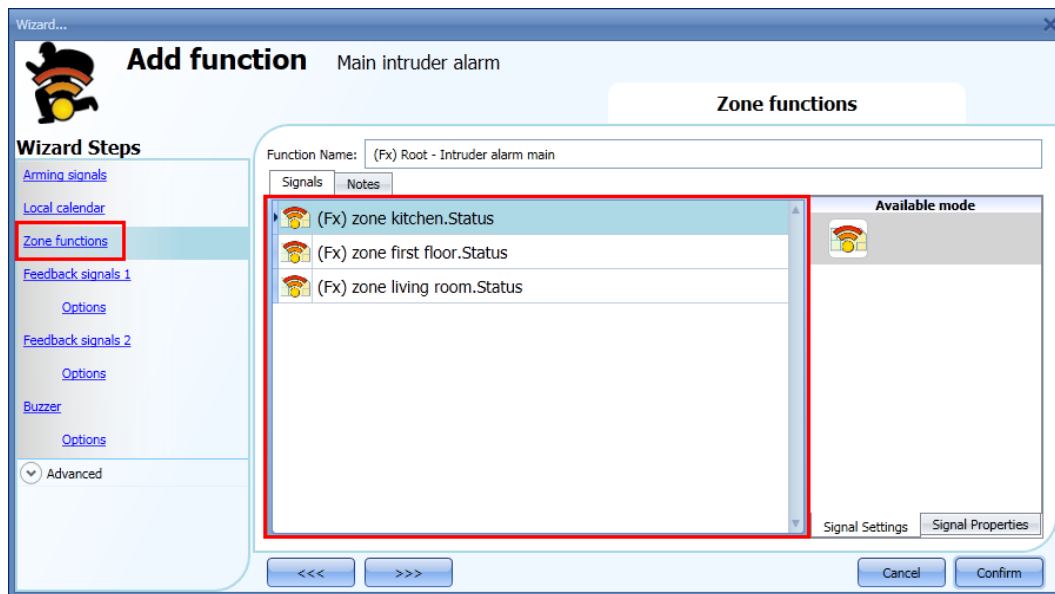 Wizard...
Add function Main intruder alarm
Zone functions
Wizard Steps
Arming signals
Local calendar
Zone functions
Feedback signals 1
Options
Feedback signals 2
Options
Buzzer
Options
Advanced
Function Name: (Fx) Root - Intruder alarm main
Signals Notes
(Fx) zone kitchen.Status
(Fx) zone first floor.Status
(Fx) zone living room.Status
Available mode
Signal Settings Signal Properties
<<< >>> Cancel Confirm